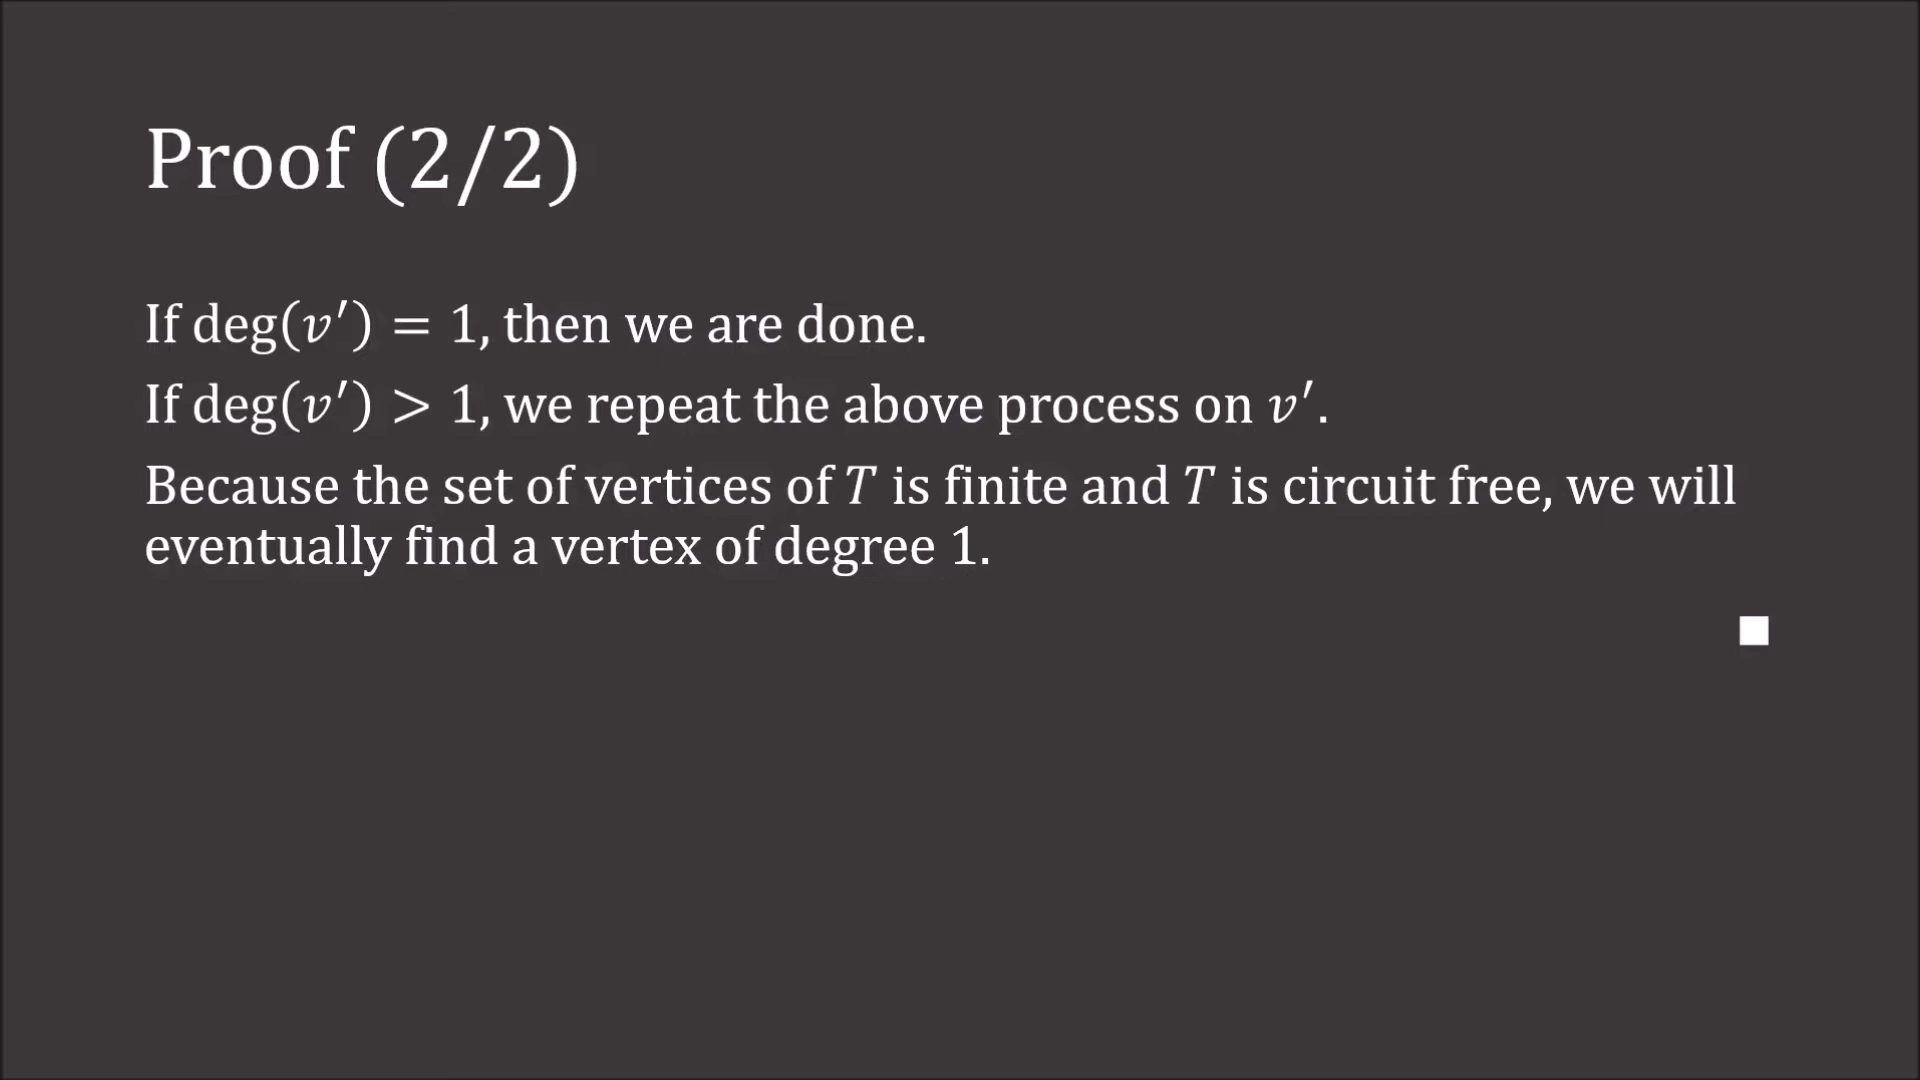 Proof (2/2)
If deg(𝑣′) = 1, then we are done.
If deg(𝑣′) > 1, we repeat the above process on 𝑣′.
Because the set of vertices of 𝑇 is finite and 𝑇 is circuit free, we will
eventually find a vertex of degree 1.
■